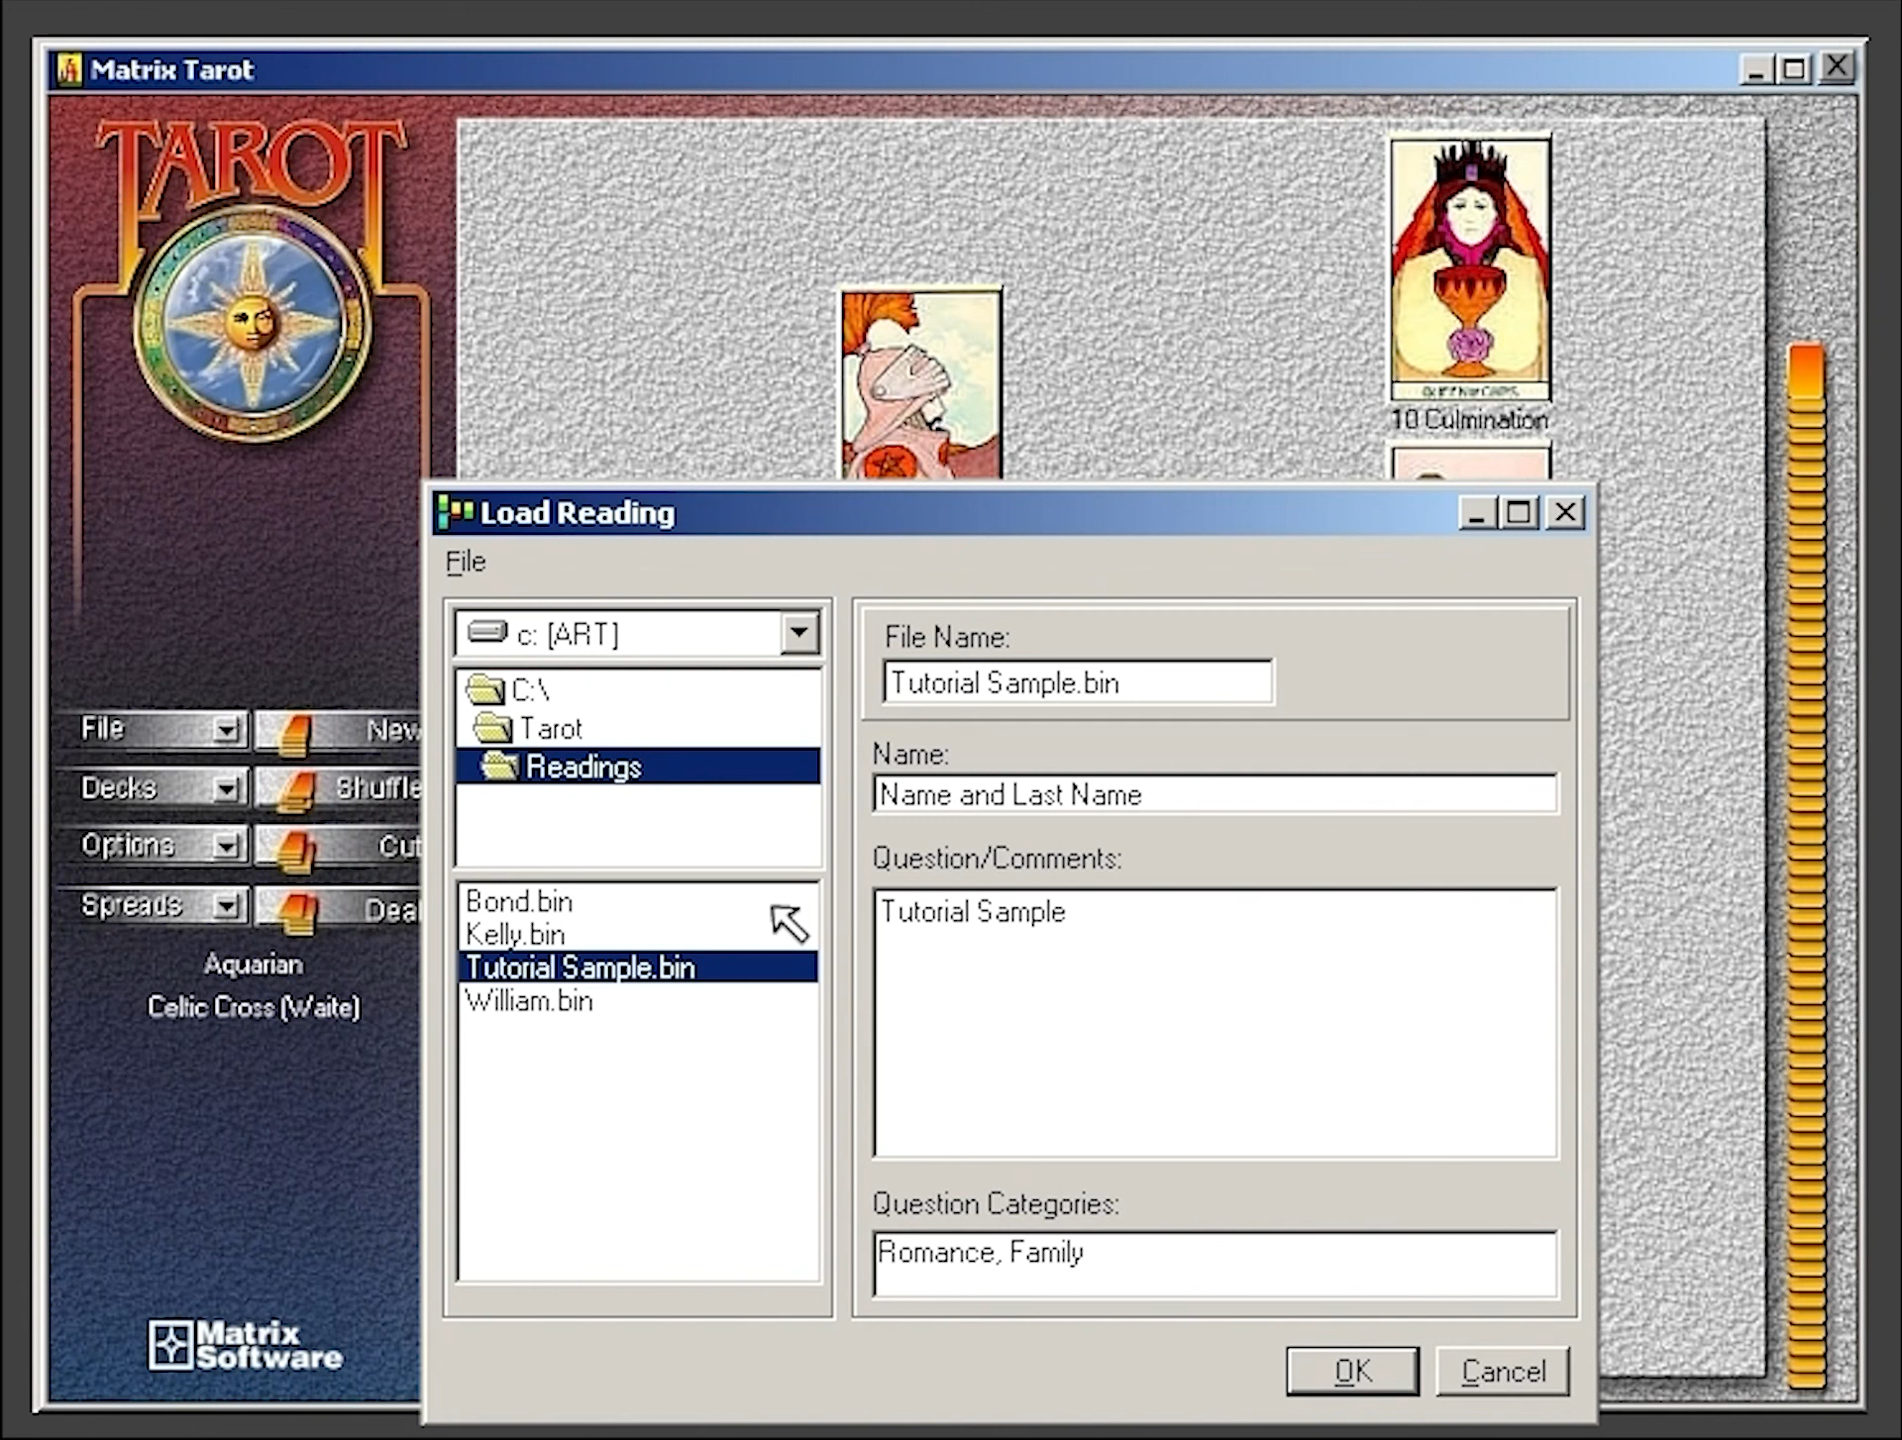 Matrix Tarot
TAROT
10 Culmination
Load Reading
File
c: [ART]
C:\
Tarot
Readings
Bond.bin
Kelly.bin
Tutorial Sample.bin
William.bin
File Name:
Tutorial Sample.bin
Name:
Name and Last Name
Question/Comments:
Tutorial Sample
Question Categories:
Romance, Family
OK
Cancel
File
New
Decks
Shuffle
Options
Cut
Spreads
Deal
Aquarian
Celtic Cross (Waite)
Matrix
Software